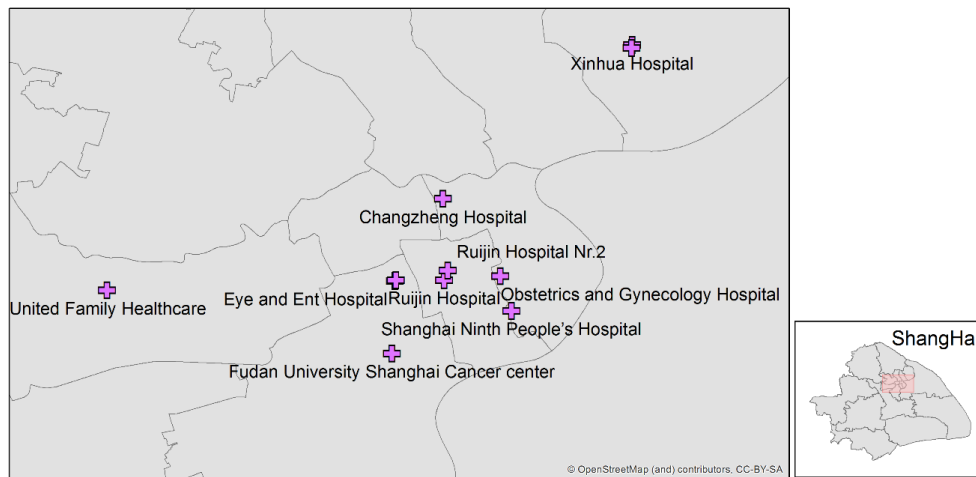 Xinhua Hospital
Changzheng Hospital
Ruijin Hospital Nr.2
United Family Healthcare
Eye and Ent Hospital
Ruijin Hospital
Obstetrics and Gynecology Hospital
Shanghai Ninth People's Hospital
Fudan University Shanghai Cancer center
© OpenStreetMap (and) contributors, CC-BY-SA
ShangHa